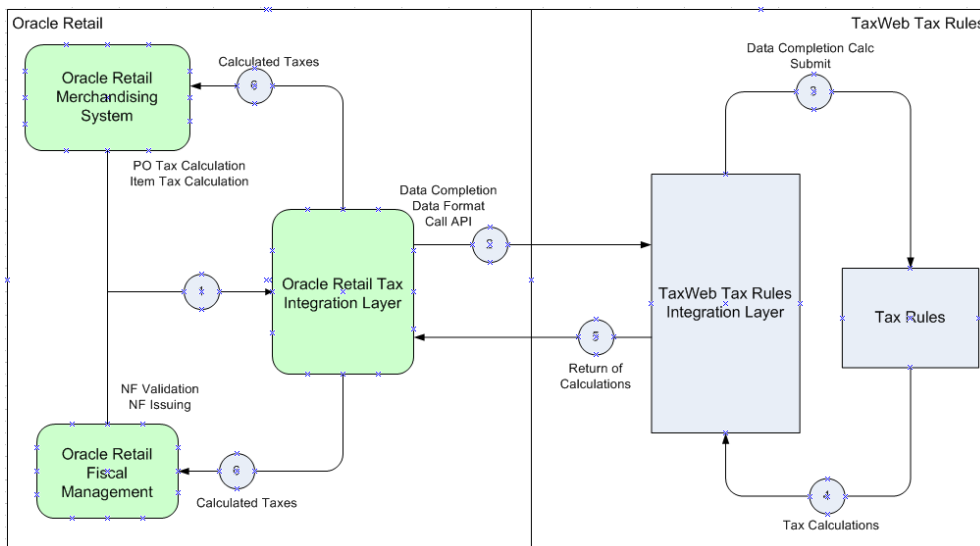 Oracle Retail
TaxWeb Tax Rules
Oracle Retail
Merchandising
System
Calculated Taxes
6
Data Completion Calc
Submit
3
PO Tax Calculation
Item Tax Calculation
Data Completion
Data Format
Call API
2
1
Oracle Retail Tax
Integration Layer
TaxWeb Tax Rules
Integration Layer
Tax Rules
5
Return of
Calculations
NF Validation
NF Issuing
Oracle Retail
Fiscal
Management
6
Calculated Taxes
4
Tax Calculations